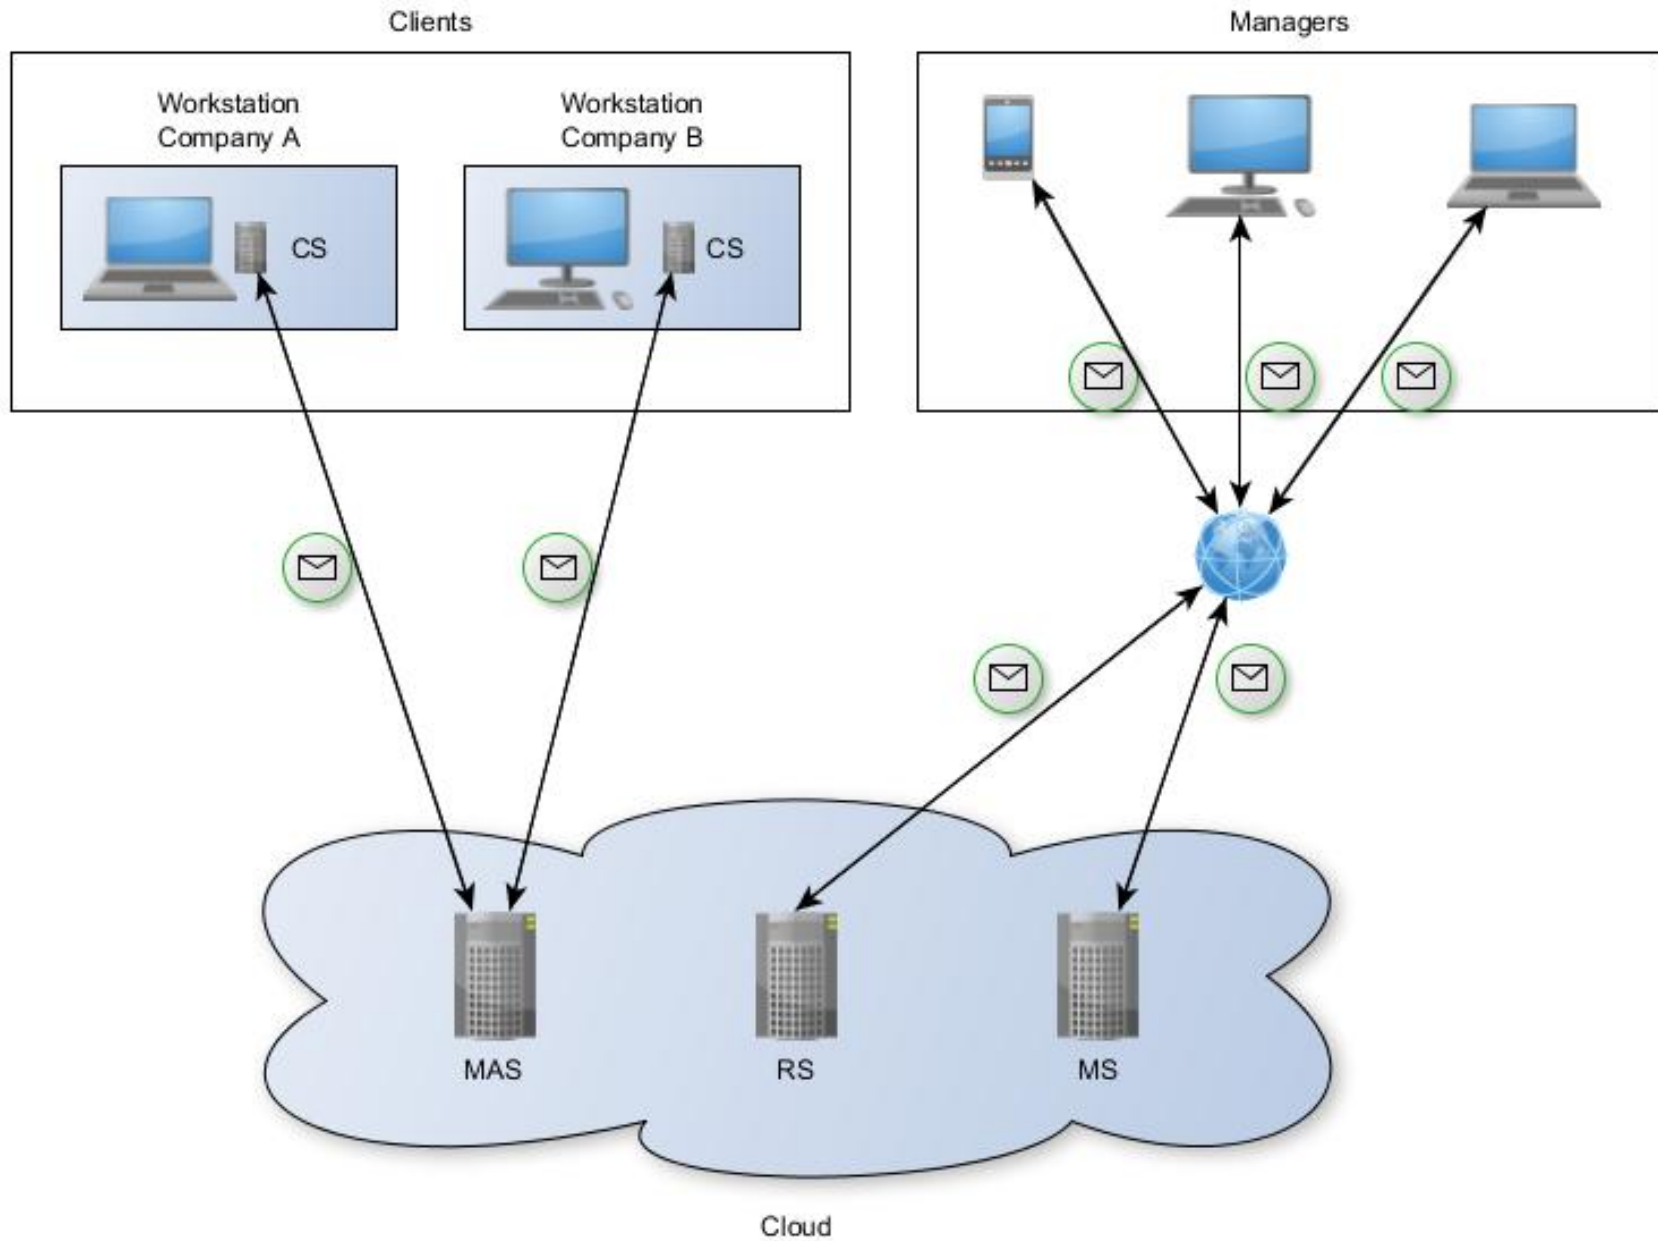 Clients
Managers
Workstation
Company A
Workstation
Company B
CS
CS
MAS
RS
MS
Cloud